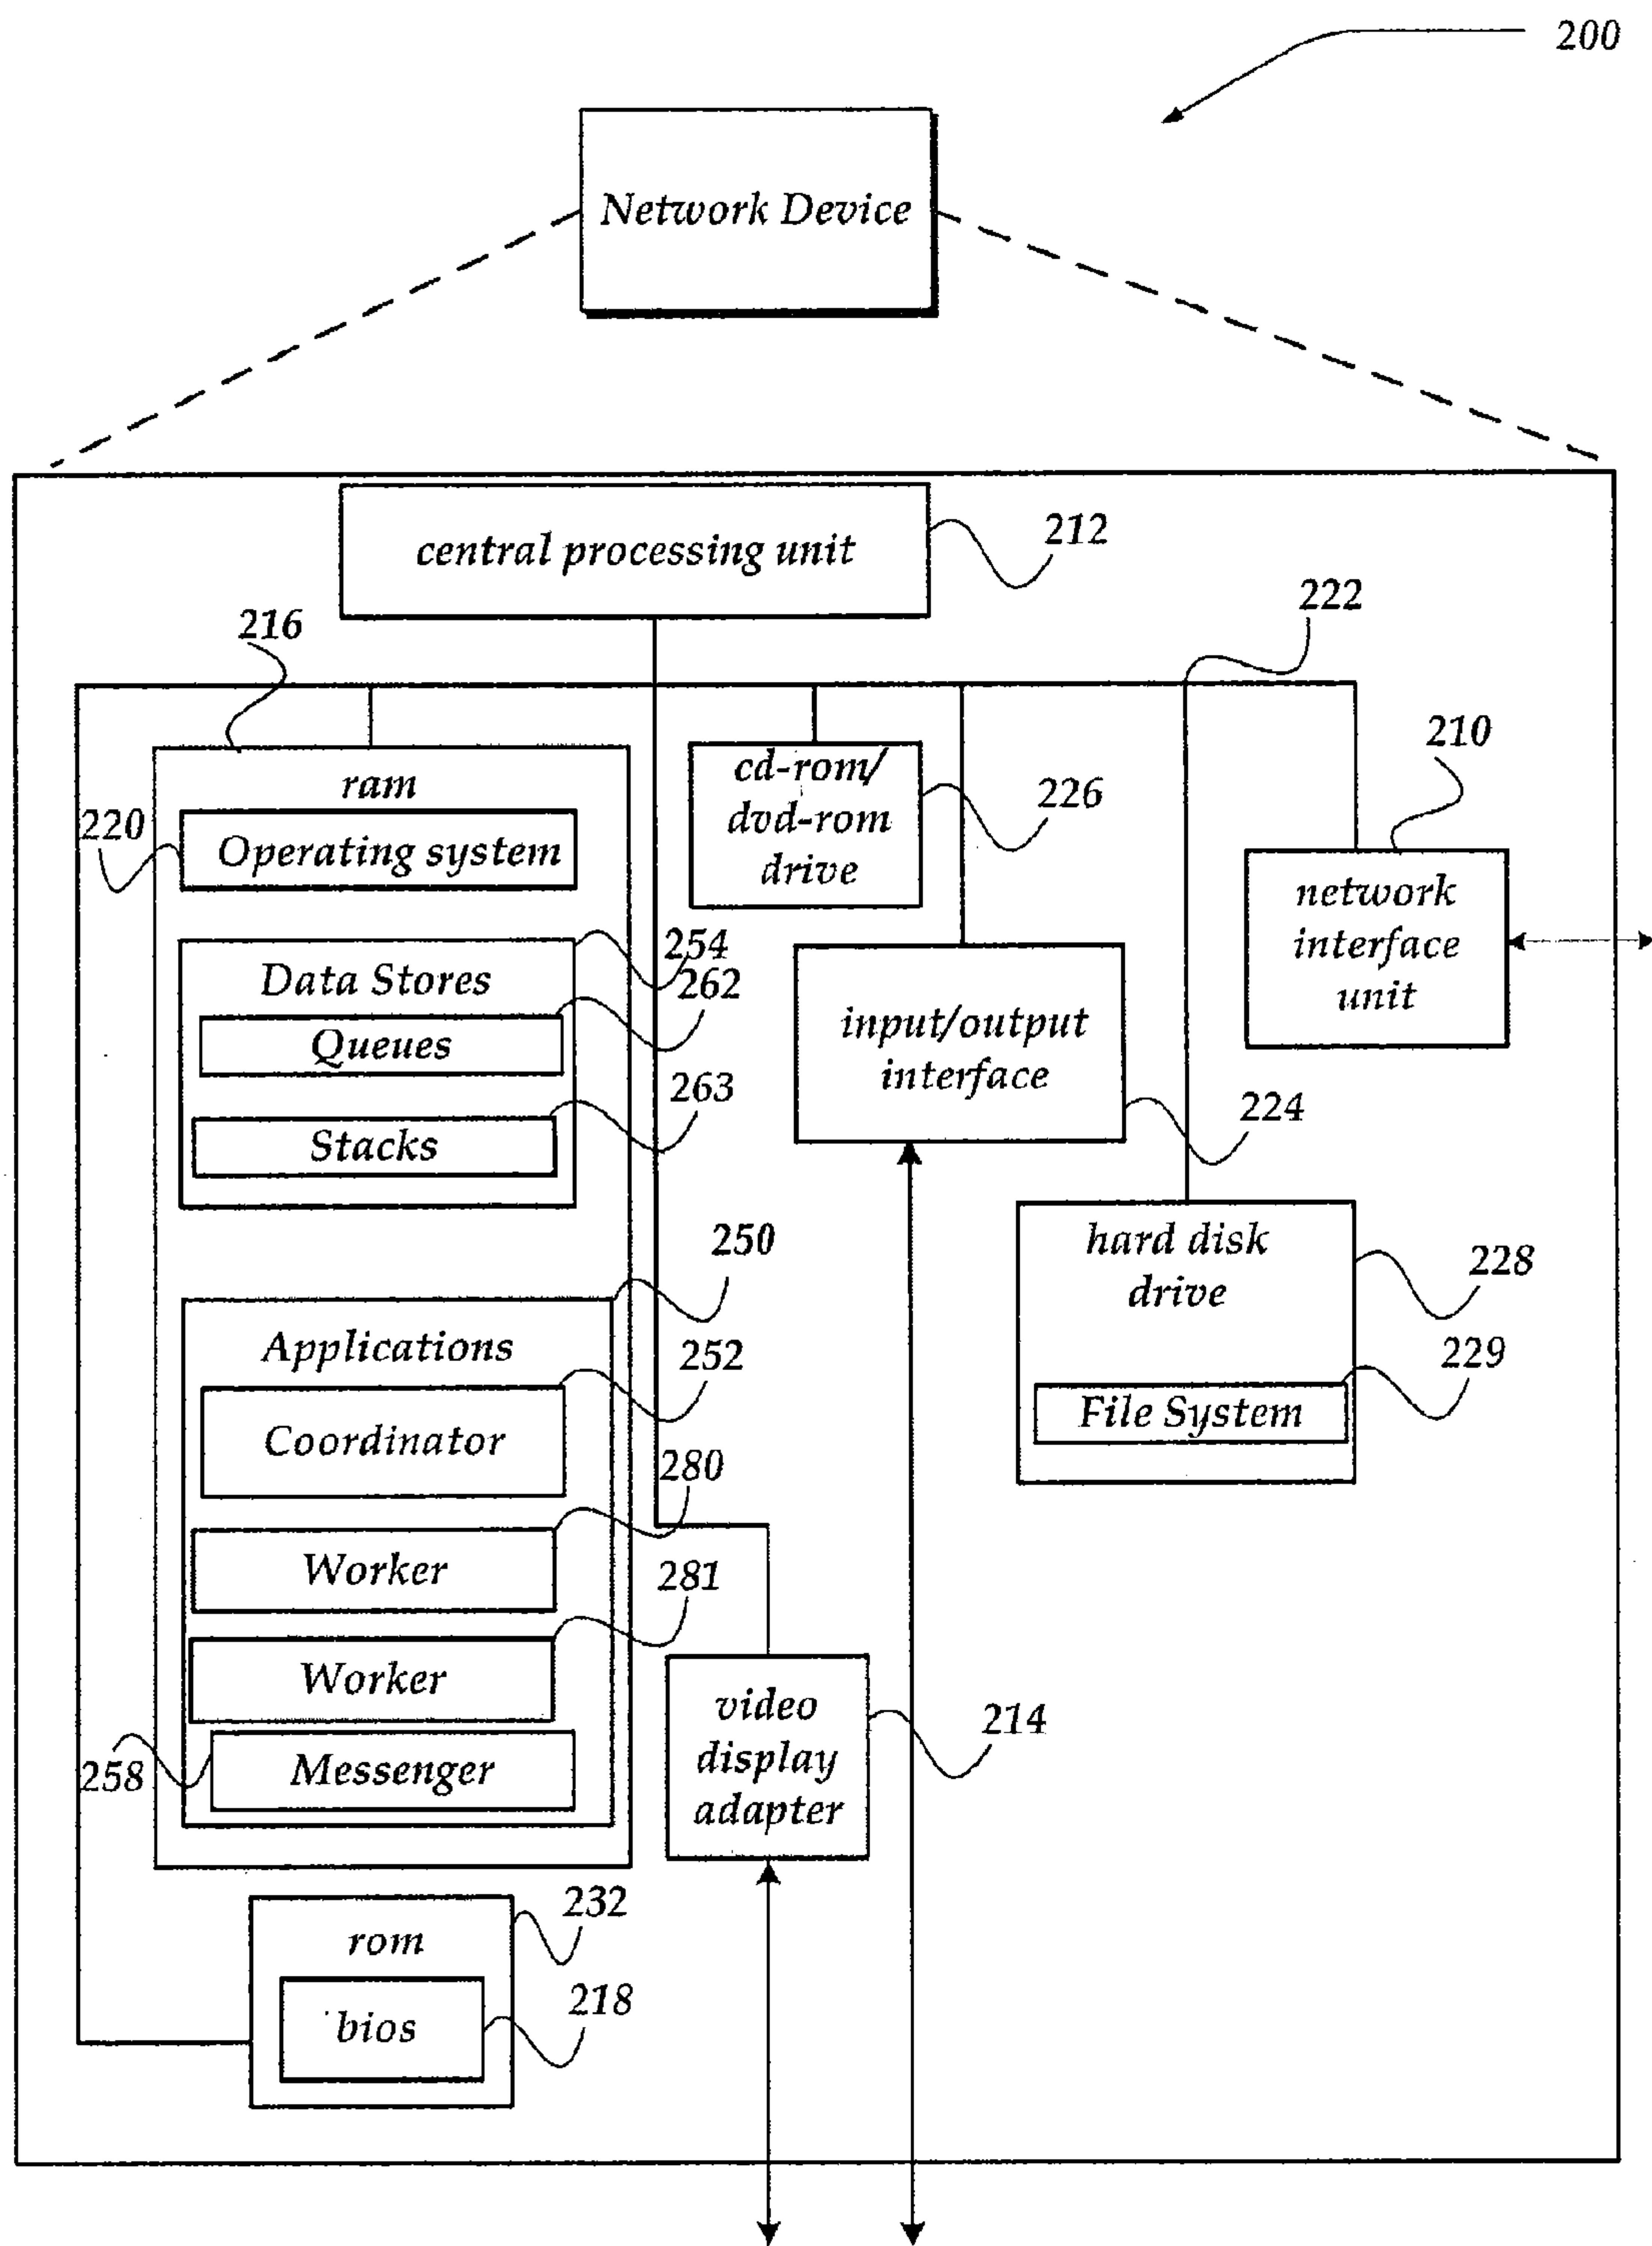 200
Network Device
central processing unit
212
222
216
210
ram
cd-rom/
dvd-rom
drive
226
220
Operating system
network
interface
unit
254
Data Stores
262
Queues
input/output
interface
263
Stacks
224
250
hard disk
drive
228
Applications
252
229
File System
Coordinator
280
Worker
281
Worker
video
display
adapter
214
258
Messenger
232
rom
218
bios